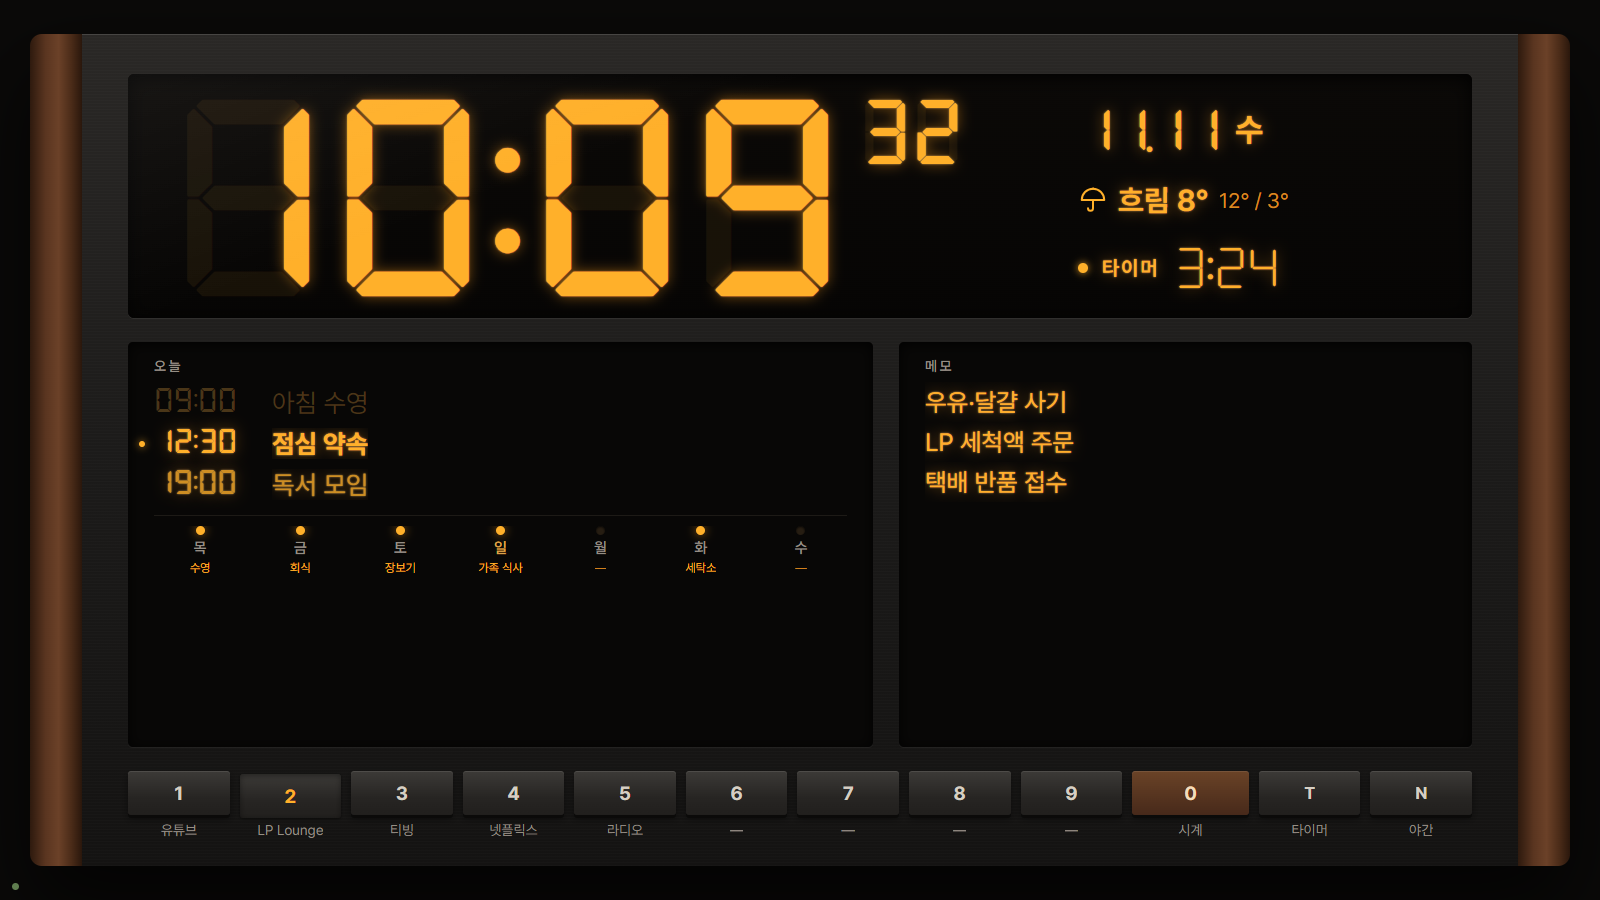 10:09 32
11.11 수
흐림 8° 12° / 3°
타이머 3:24
오늘
09:00 아침 수영
12:30 점심 약속
19:00 독서 모임
목 금 토 일 월 화 수
수영 회식 장보기 가족 식사 — 세탁소 —
메모
우유·달걀 사기
LP 세척액 주문
택배 반품 접수
1 2 3 4 5 6 7 8 9 0 T N
유튜브 LP Lounge 티빙 넷플릭스 라디오 — — — — 시계 타이머 야간